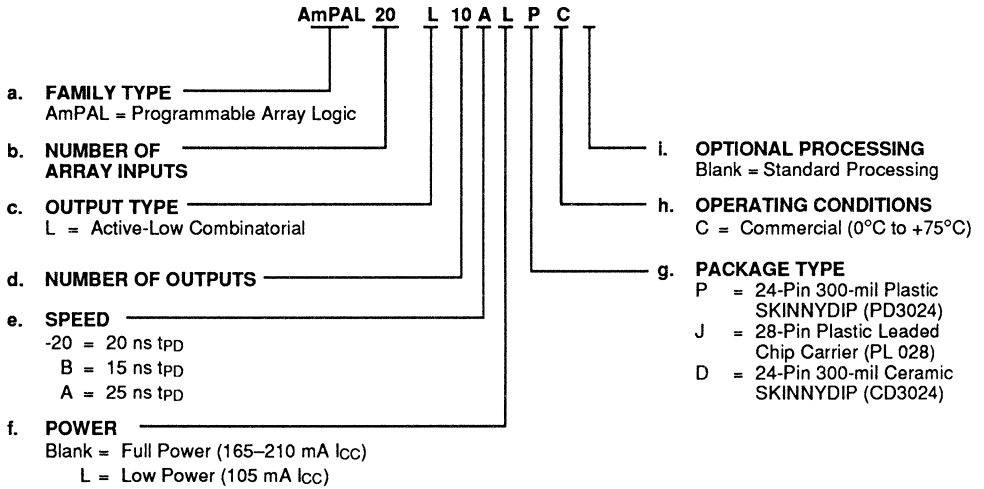 AmPAL 20 L 10 A L P C
a. FAMILY TYPE
AmPAL = Programmable Array Logic
b. NUMBER OF
ARRAY INPUTS
c. OUTPUT TYPE
L = Active-Low Combinatorial
d. NUMBER OF OUTPUTS
e. SPEED
-20 = 20 ns tPD
B = 15 ns tPD
A = 25 ns tPD
f. POWER
Blank = Full Power (165–210 mA ICC)
L = Low Power (105 mA ICC)
i. OPTIONAL PROCESSING
Blank = Standard Processing
h. OPERATING CONDITIONS
C = Commercial (0°C to +75°C)
g. PACKAGE TYPE
P = 24-Pin 300-mil Plastic
SKINNYDIP (PD3024)
J = 28-Pin Plastic Leaded
Chip Carrier (PL 028)
D = 24-Pin 300-mil Ceramic
SKINNYDIP (CD3024)